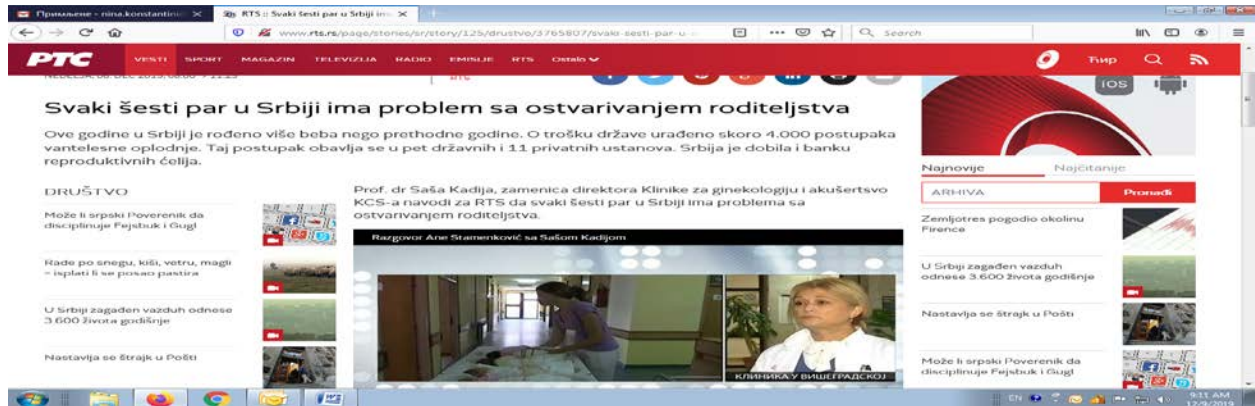 Примљене - nina.konstantin
RTS :: Svaki šesti par u Srbiji im
www.rts.rs/page/stories/sr/story/125/drustvo/3765807/svaki-sesti-par-u-
Search
РТС
VESTI SPORT MAGAZIN TELEVIZIJA RADIO EMISIJE RTS Ostalo
Ћир
iOS
Svaki šesti par u Srbiji ima problem sa ostvarivanjem roditeljstva
Ove godine u Srbiji je rođeno više beba nego prethodne godine. O trošku države urađeno skoro 4.000 postupaka
vantelesne oplodnje. Taj postupak obavlja se u pet državnih i 11 privatnih ustanova. Srbija je dobila i banku
reproduktivnih ćelija.
DRUŠTVO
Može li srpski Poverenik da
disciplinuje Fejsbuk i Gugl
Rade po snegu, kiši, vetru, magli
– isplati li se posao pastira
U Srbiji zagađen vazduh odnese
3.600 života godišnje
Nastavlja se štrajk u Pošti
Prof. dr Saša Kadija, zamenica direktora Klinike za ginekologiju i akušertsvo
KCS-a navodi za RTS da svaki šesti par u Srbiji ima problema sa
ostvarivanjem roditeljstva.
Razgovor Ane Stamenković sa Sašom Kadijom
КЛИНИКА У ВИШЕГРАДСКОЈ
Najnovije Najčitanije
ARHIVA Pronađi
Zemljotres pogodio okolinu
Firence
U Srbiji zagađen vazduh
odnese 3.600 života godišnje
Nastavlja se štrajk u Pošti
Može li srpski Poverenik da
disciplinuje Fejsbuk i Gugl
EN
9:11 AM
12/9/2019